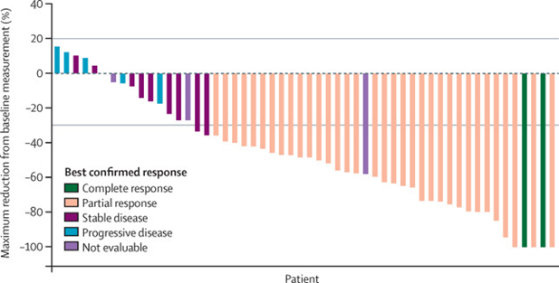 Maximum reduction from baseline measurement (%)
40
20
0
−20
−40
−60
−80
−100
Best confirmed response
Complete response
Partial response
Stable disease
Progressive disease
Not evaluable
Patient